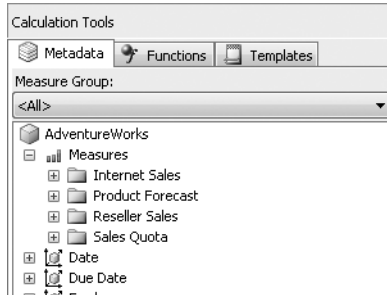 Calculation Tools
Metadata Functions Templates
Measure Group:
<All>
AdventureWorks
Measures
Internet Sales
Product Forecast
Reseller Sales
Sales Quota
Date
Due Date